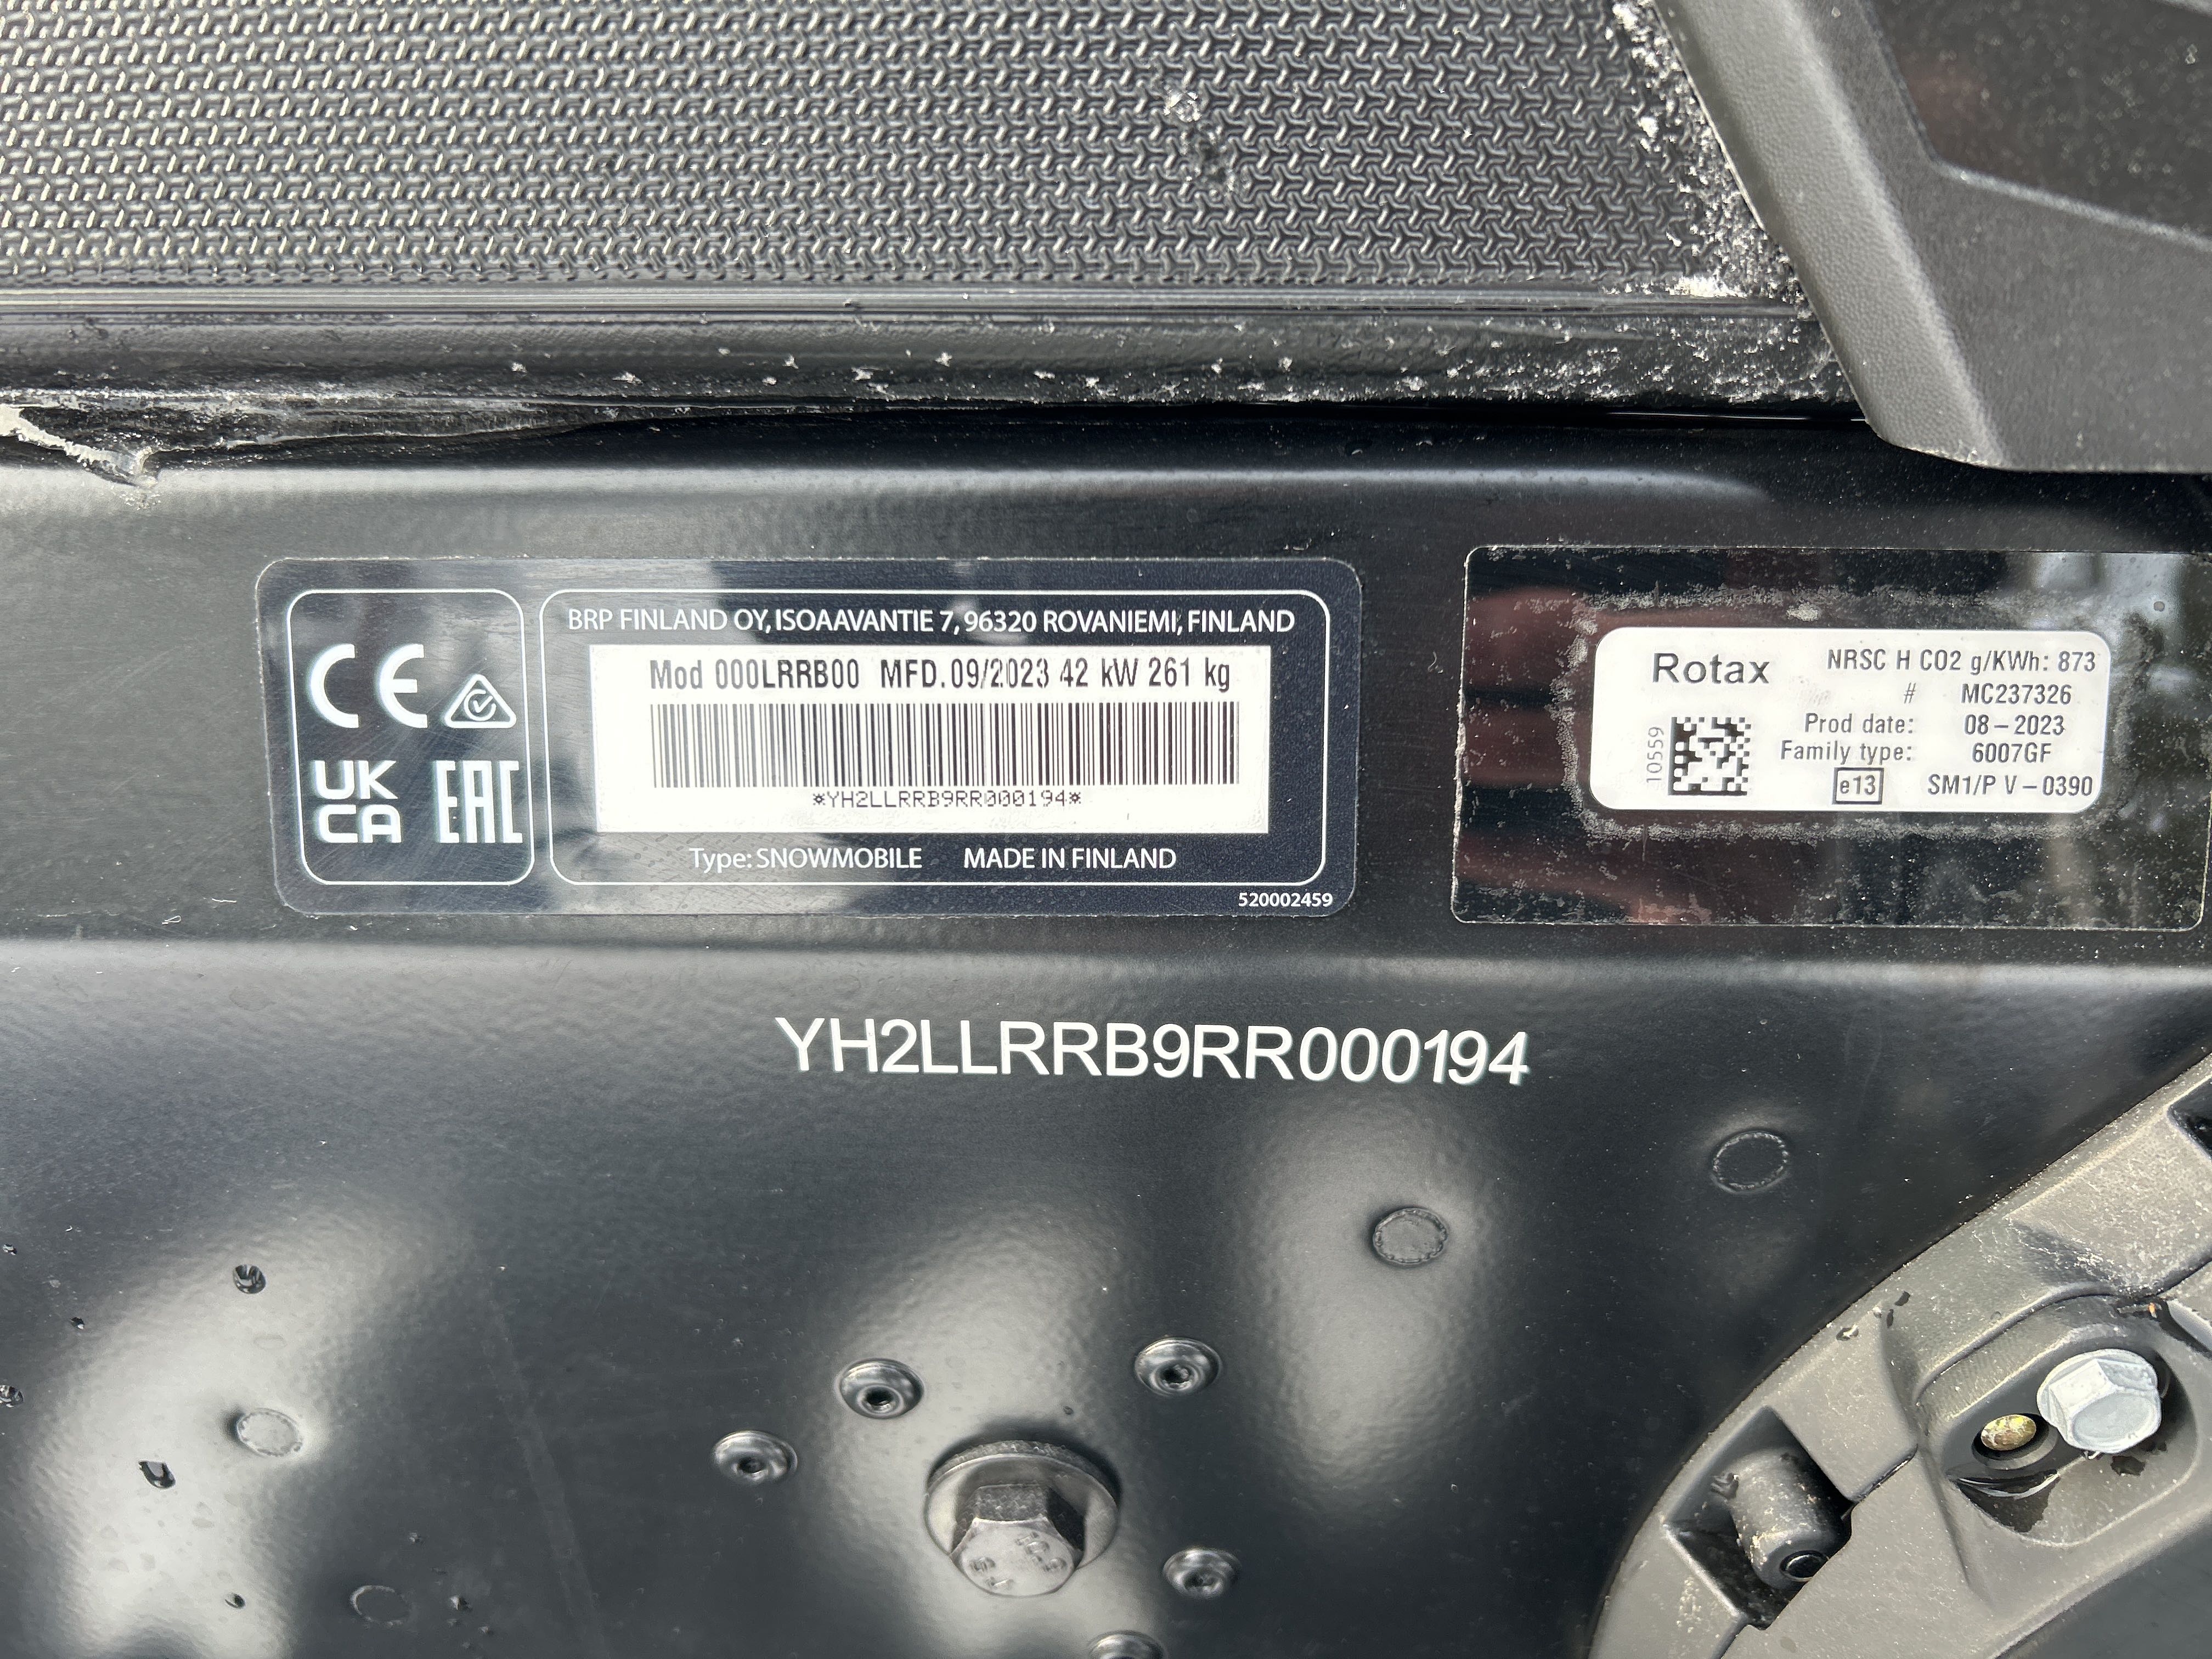 CE
UK
CA
EAC
BRP FINLAND OY, ISOAAVANTIE 7, 96320 ROVANIEMI, FINLAND
Mod 000LRRB00 MFD. 09/2023 42 kW 261 kg
*YH2LLRRB9RR000194*
Type: SNOWMOBILE MADE IN FINLAND
520002459
Rotax
NRSC H CO2 g/KWh: 873
# MC237326
Prod date: 08-2023
Family type: 6007GF
e13 SM1/P V-0390
10559
YH2LLRRB9RR000194